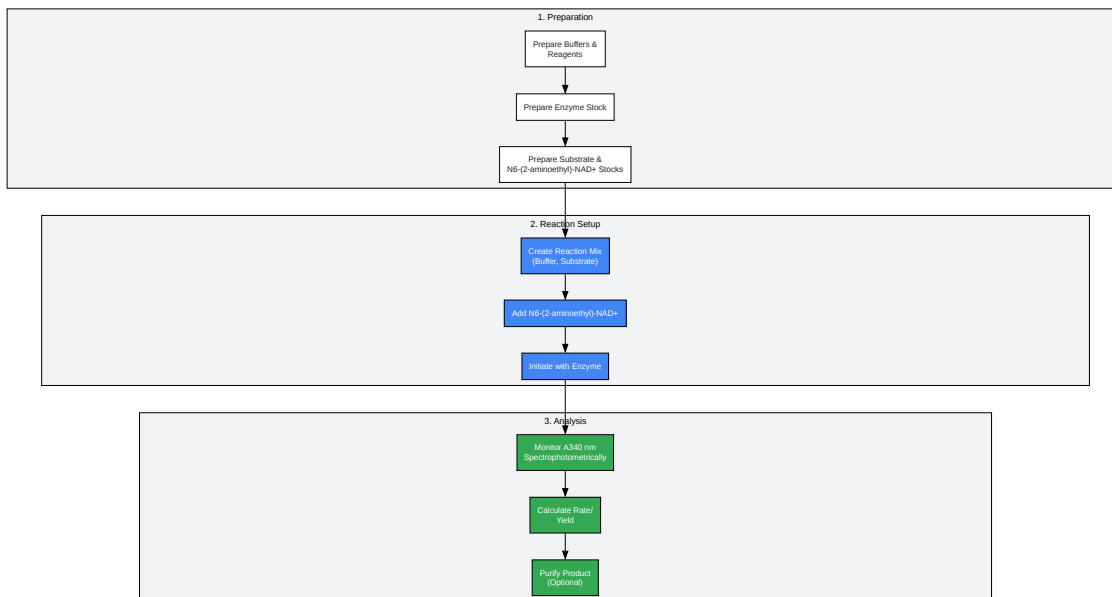 1. Preparation
Prepare Buffers &
Reagents
Prepare Enzyme Stock
Prepare Substrate &
N6-(2-aminoethyl)-NAD+ Stocks
2. Reaction Setup
Create Reaction Mix
(Buffer, Substrate)
Add N6-(2-aminoethyl)-NAD+
Initiate with Enzyme
3. Analysis
Monitor A340 nm
Spectrophotometrically
Calculate Rate/
Yield
Purify Product
(Optional)